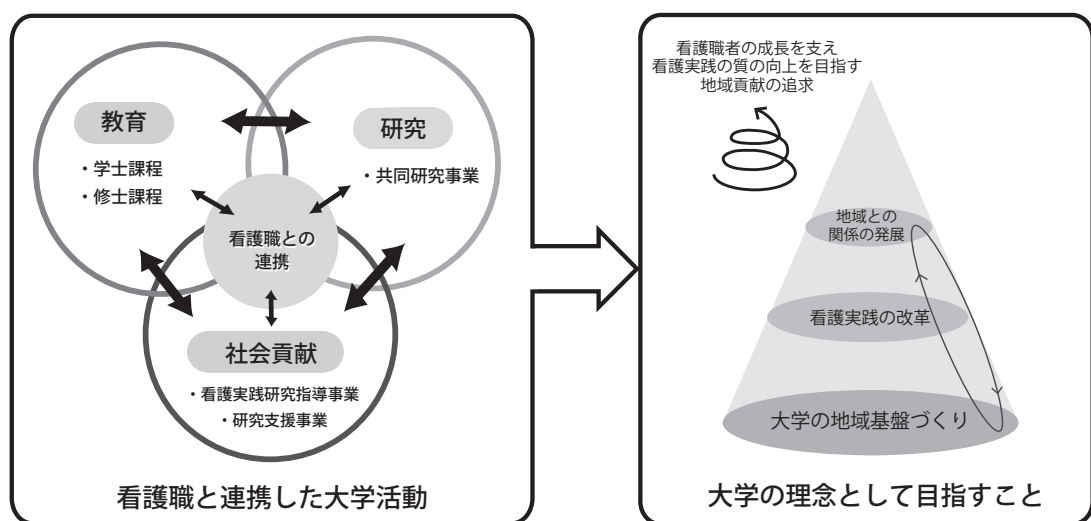 教育
・学士課程
・修士課程
研究
・共同研究事業
看護職との
連携
社会貢献
・看護実践研究指導事業
・研究支援事業
看護職と連携した大学活動
看護職者の成長を支え
看護実践の質の向上を目指す
地域貢献の追求
地域との
関係の発展
看護実践の改革
大学の地域基盤づくり
大学の理念として目指すこと